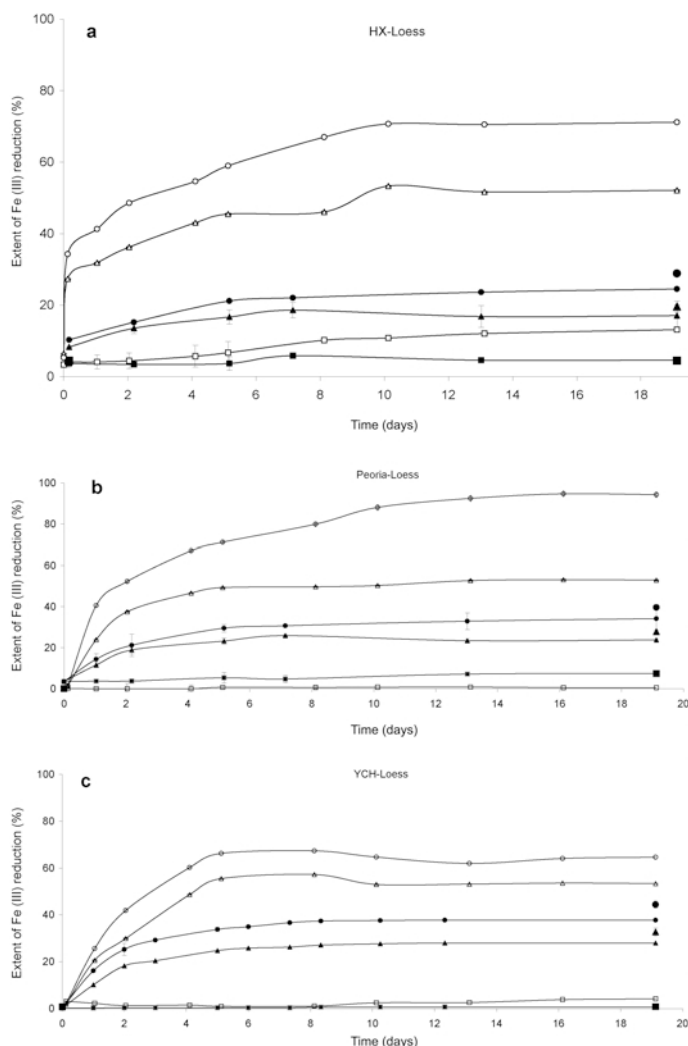 a
HX-Loess
100
80
60
40
20
0
Extent of Fe (III) reduction (%)
0 2 4 6 8 10 12 14 16 18
Time (days)
b
Peoria-Loess
100
80
60
40
20
0
Extent of Fe (III) reduction (%)
0 2 4 6 8 10 12 14 16 18 20
Time (days)
c
YCH-Loess
100
80
60
40
20
0
Extent of Fe (III) reduction (%)
0 2 4 6 8 10 12 14 16 18 20
Time (days)